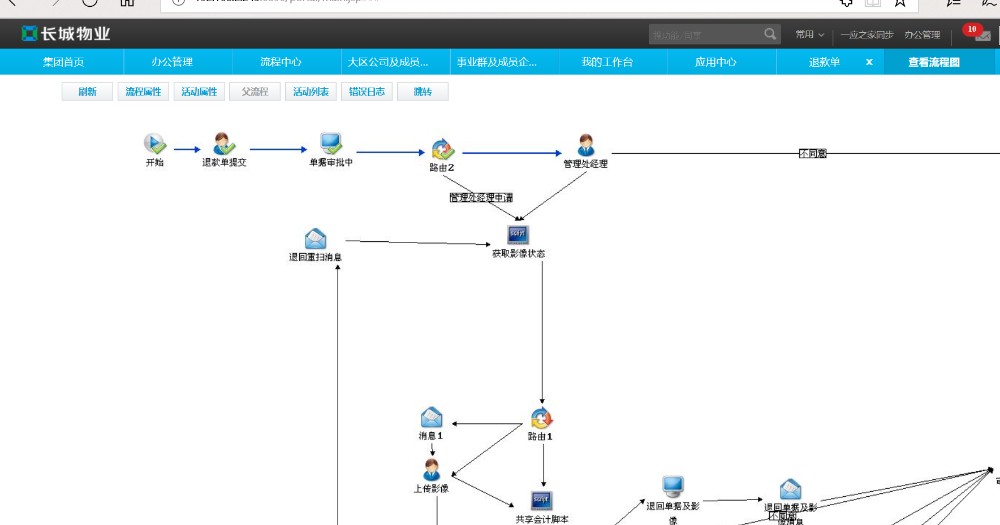 长城物业
搜功能/同事
常用
一应之家同步
办公管理
10
集团首页
办公管理
流程中心
大区公司及成员...
事业群及成员企...
我的工作台
应用中心
退款单
x
查看流程图
刷新
流程属性
活动属性
父流程
活动列表
错误日志
跳转
开始
退款单提交
单据审批中
路由2
管理处经理
不同意
管理处经理申请
script
获取影像状态
退回重扫消息
消息1
路由1
上传影像
script
共享会计脚本
退回单据及影
像
退回单据及影
不同意
像消息